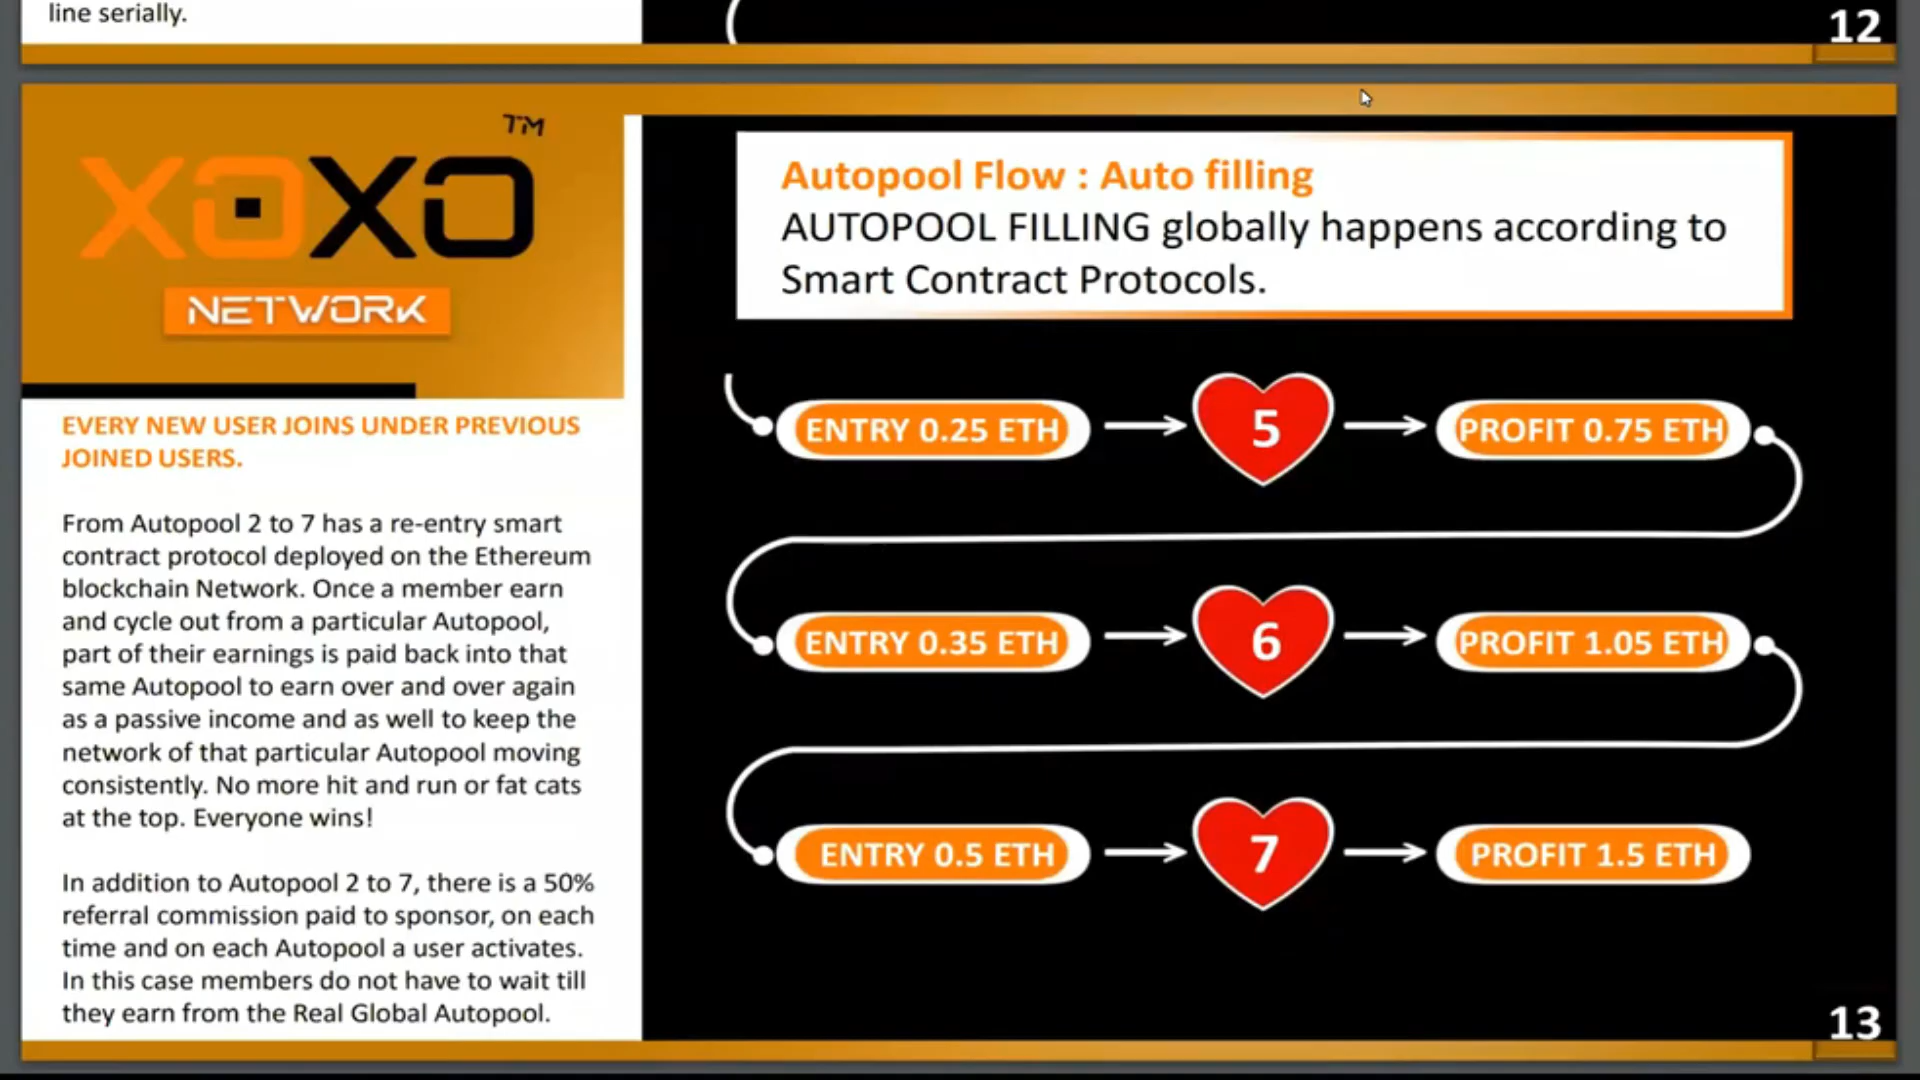 line serially.
12
TM
XOXO
NETWORK
EVERY NEW USER JOINS UNDER PREVIOUS
JOINED USERS.
From Autopool 2 to 7 has a re-entry smart
contract protocol deployed on the Ethereum
blockchain Network. Once a member earn
and cycle out from a particular Autopool,
part of their earnings is paid back into that
same Autopool to earn over and over again
as a passive income and as well to keep the
network of that particular Autopool moving
consistently. No more hit and run or fat cats
at the top. Everyone wins!
In addition to Autopool 2 to 7, there is a 50%
referral commission paid to sponsor, on each
time and on each Autopool a user activates.
In this case members do not have to wait till
they earn from the Real Global Autopool.
Autopool Flow : Auto filling
AUTOPOOL FILLING globally happens according to
Smart Contract Protocols.
ENTRY 0.25 ETH 5 PROFIT 0.75 ETH
ENTRY 0.35 ETH 6 PROFIT 1.05 ETH
ENTRY 0.5 ETH 7 PROFIT 1.5 ETH
13